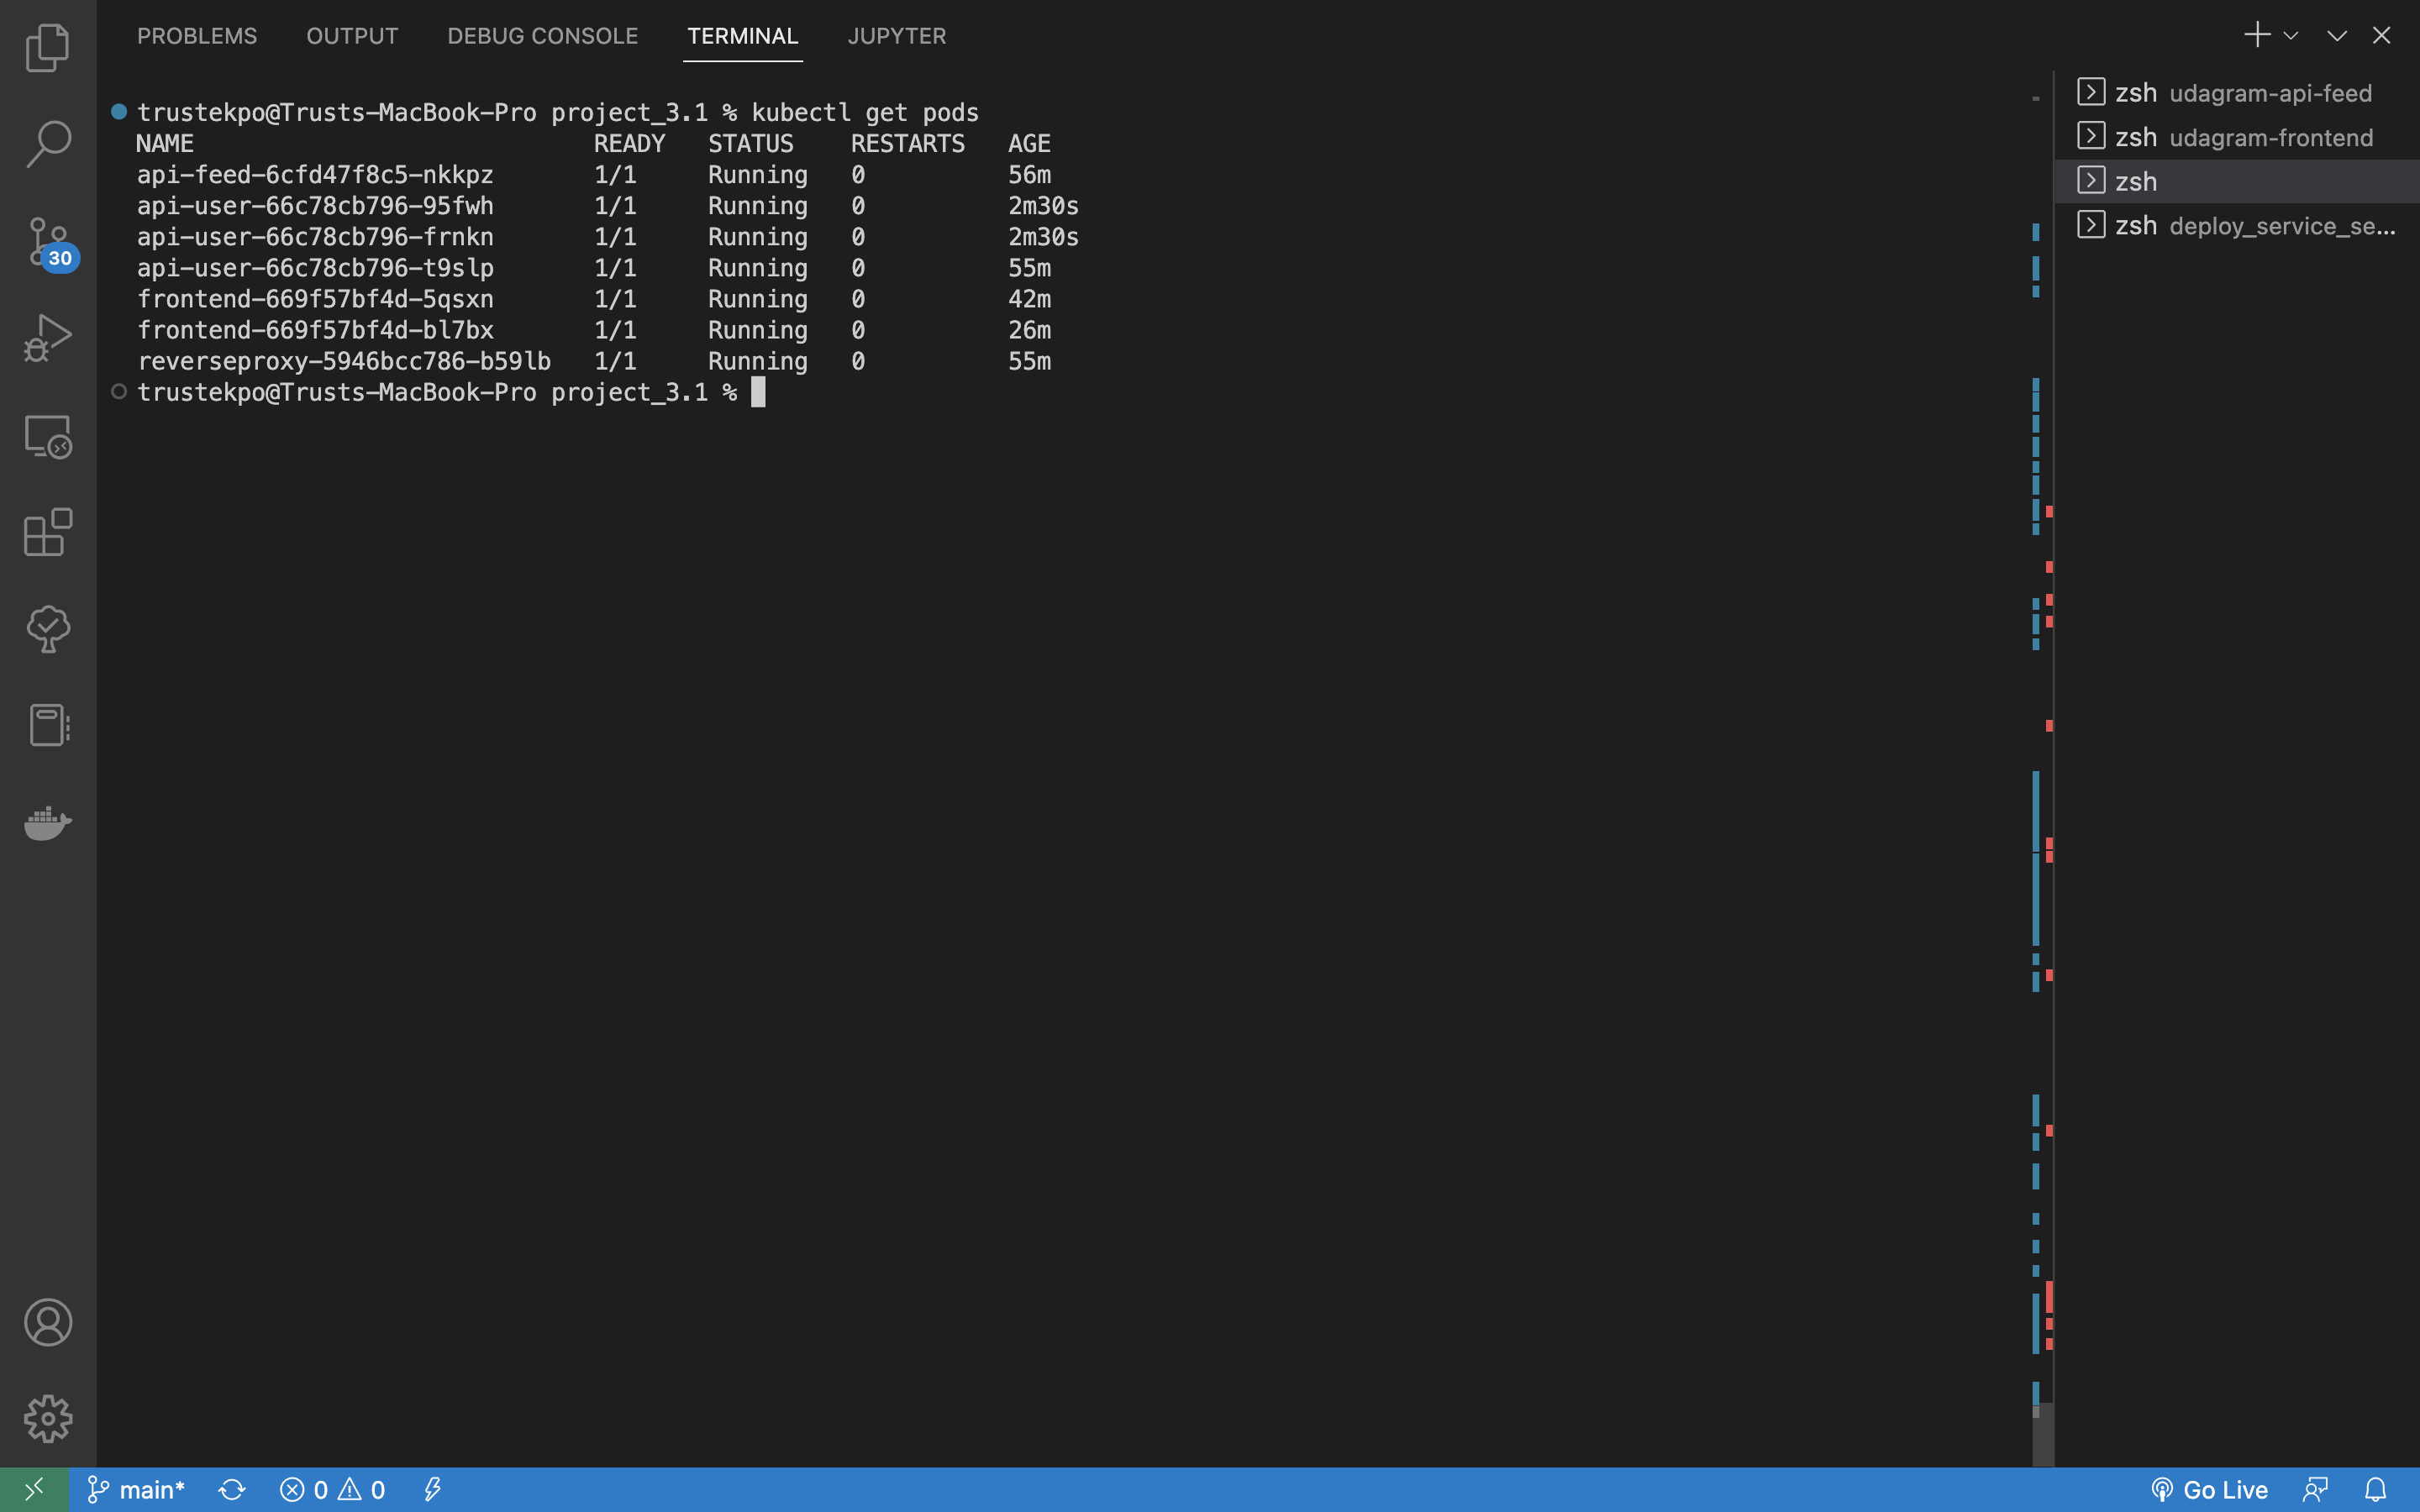 PROBLEMS OUTPUT DEBUG CONSOLE TERMINAL JUPYTER
trustekpo@Trusts-MacBook-Pro project_3.1 % kubectl get pods
NAME READY STATUS RESTARTS AGE
api-feed-6cfd47f8c5-nkkpz 1/1 Running 0 56m
api-user-66c78cb796-95fwh 1/1 Running 0 2m30s
api-user-66c78cb796-frnkn 1/1 Running 0 2m30s
api-user-66c78cb796-t9slp 1/1 Running 0 55m
frontend-669f57bf4d-5qsxn 1/1 Running 0 42m
frontend-669f57bf4d-bl7bx 1/1 Running 0 26m
reverseproxy-5946bcc786-b59lb 1/1 Running 0 55m
trustekpo@Trusts-MacBook-Pro project_3.1 %
zsh udagram-api-feed
zsh udagram-frontend
zsh
zsh deploy_service_se...
30
main* 0 0 Go Live